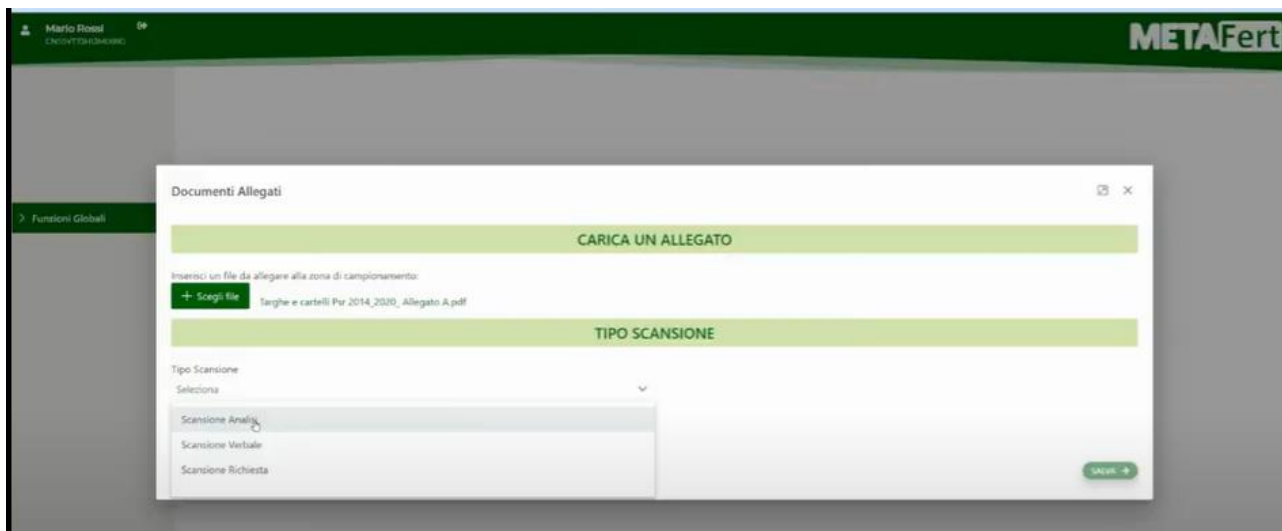 Mario Rossi
METAFert
Documenti Allegati
Funzioni Globali
CARICA UN ALLEGATO
Inserisci un file da allegare alla zona di campionamento:
+ Scegli file
Targhe e cartelli Psr 2014_2020_ Allegato A.pdf
TIPO SCANSIONE
Tipo Scansione
Seleziona
Scansione Analisi
Scansione Verbale
Scansione Richiesta
SALVA